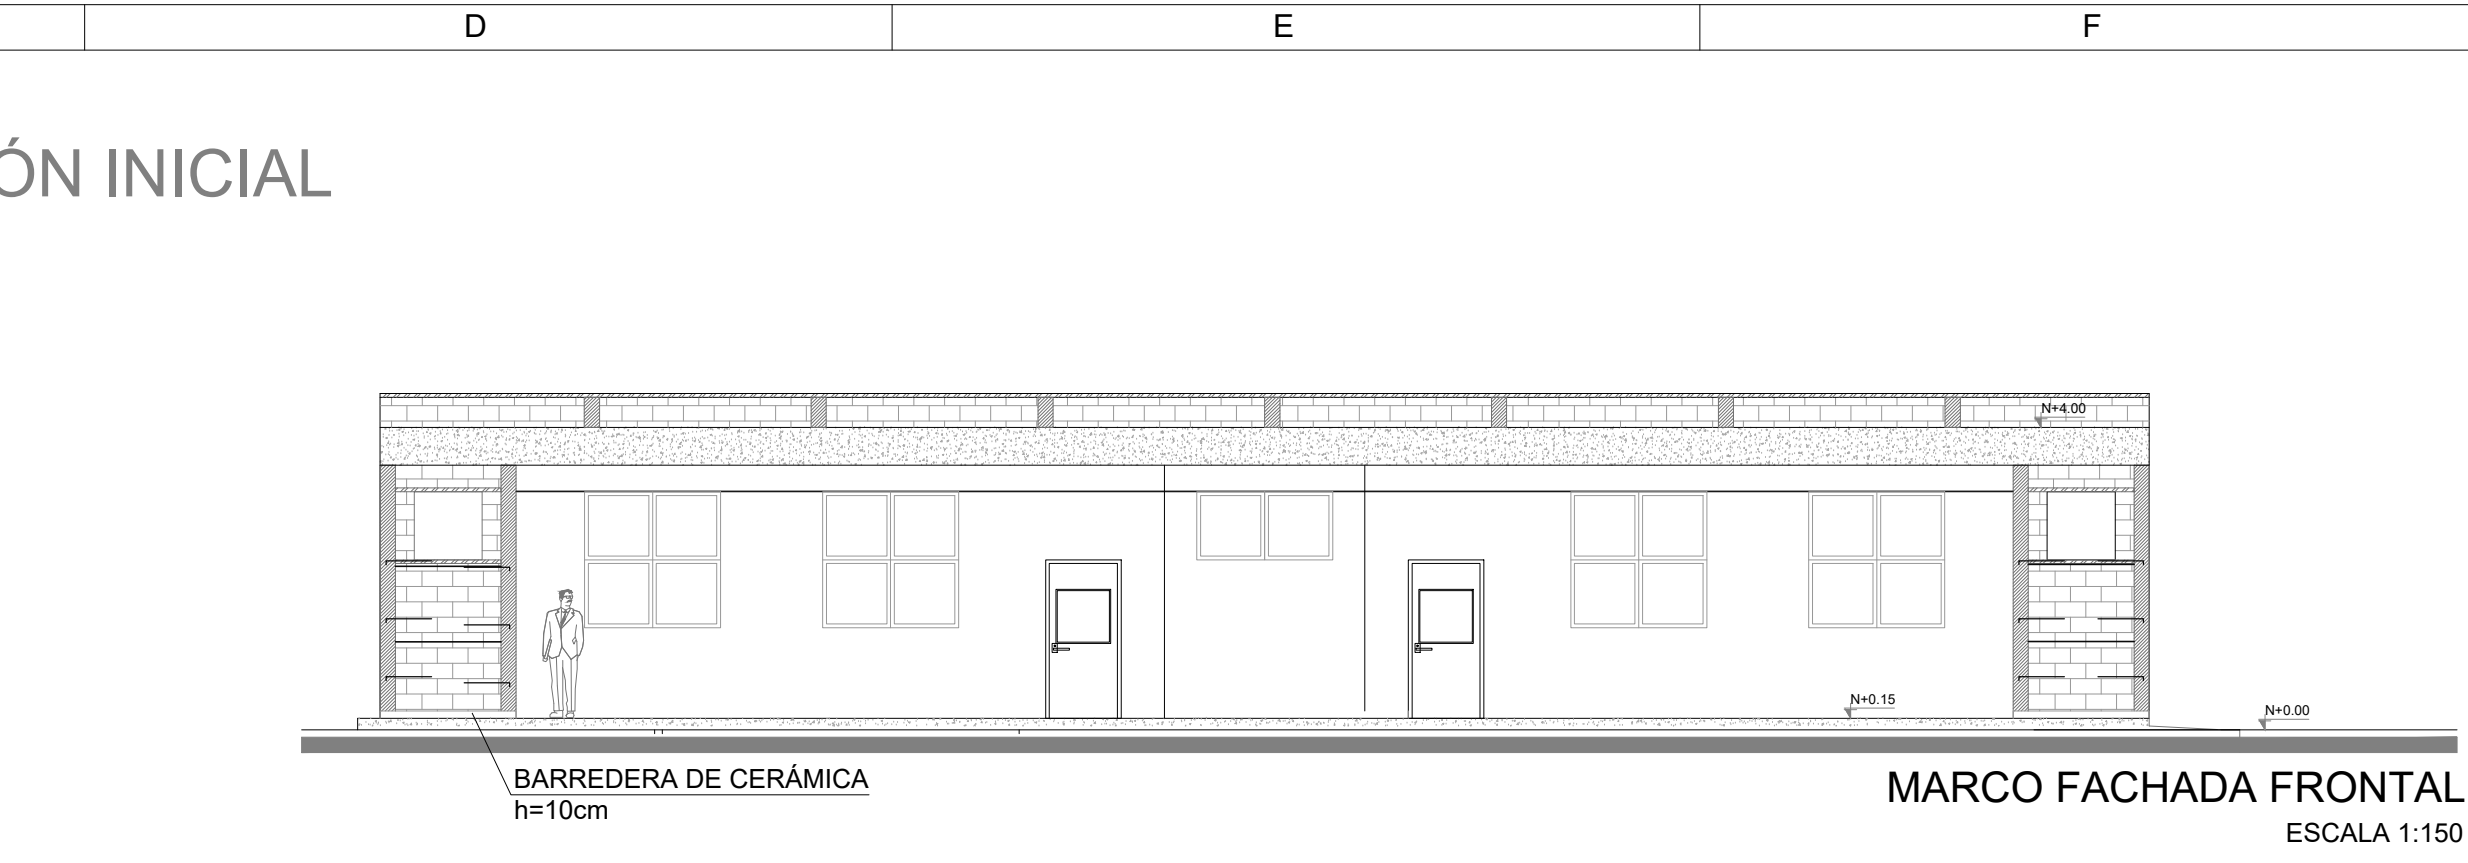 D
E
F
ÓN INICIAL
N+4.00
N+0.15
N+0.00
BARREDERA DE CERÁMICA
h=10cm
MARCO FACHADA FRONTAL
ESCALA 1:150